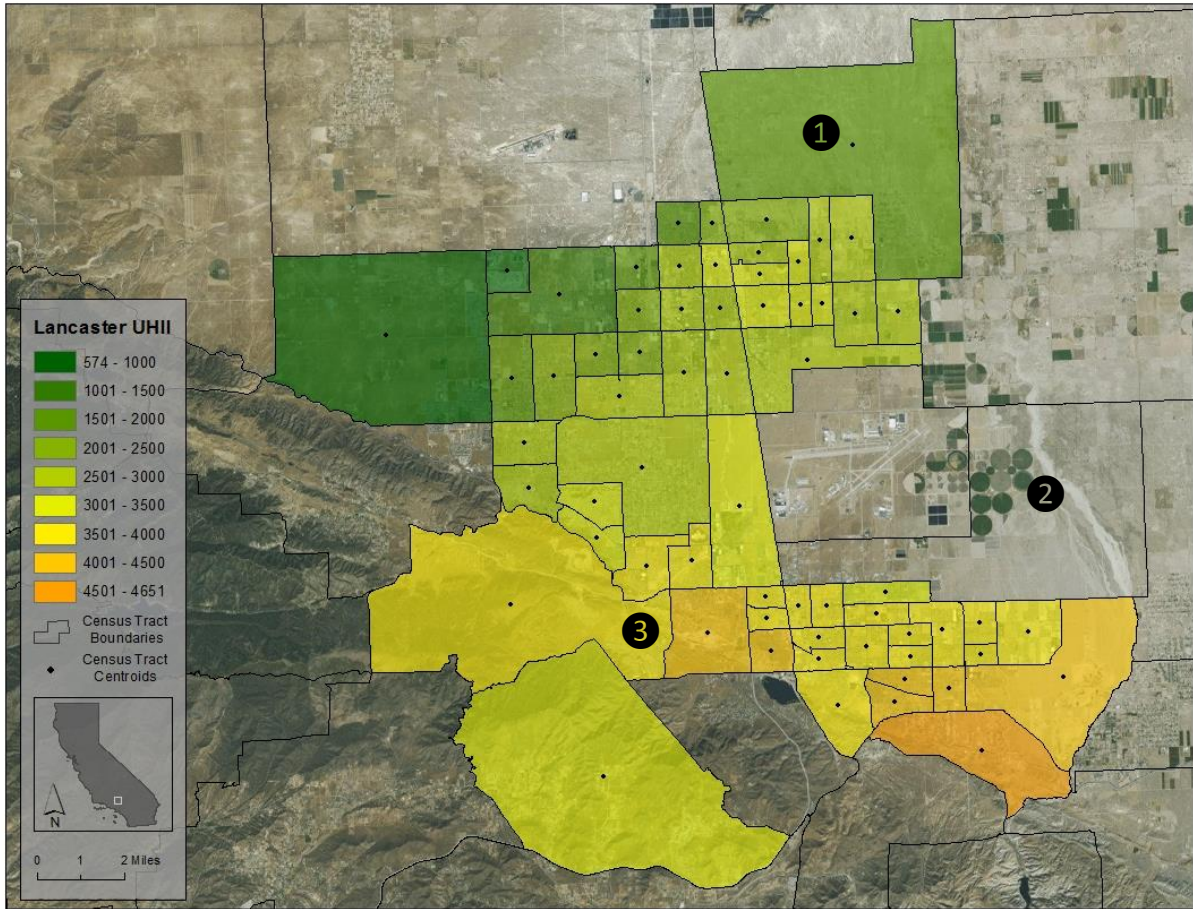 1
2
3
Lancaster UHII
574 - 1000
1001 - 1500
1501 - 2000
2001 - 2500
2501 - 3000
3001 - 3500
3501 - 4000
4001 - 4500
4501 - 4651
Census Tract
Boundaries
Census Tract
Centroids
N
0 1 2 Miles